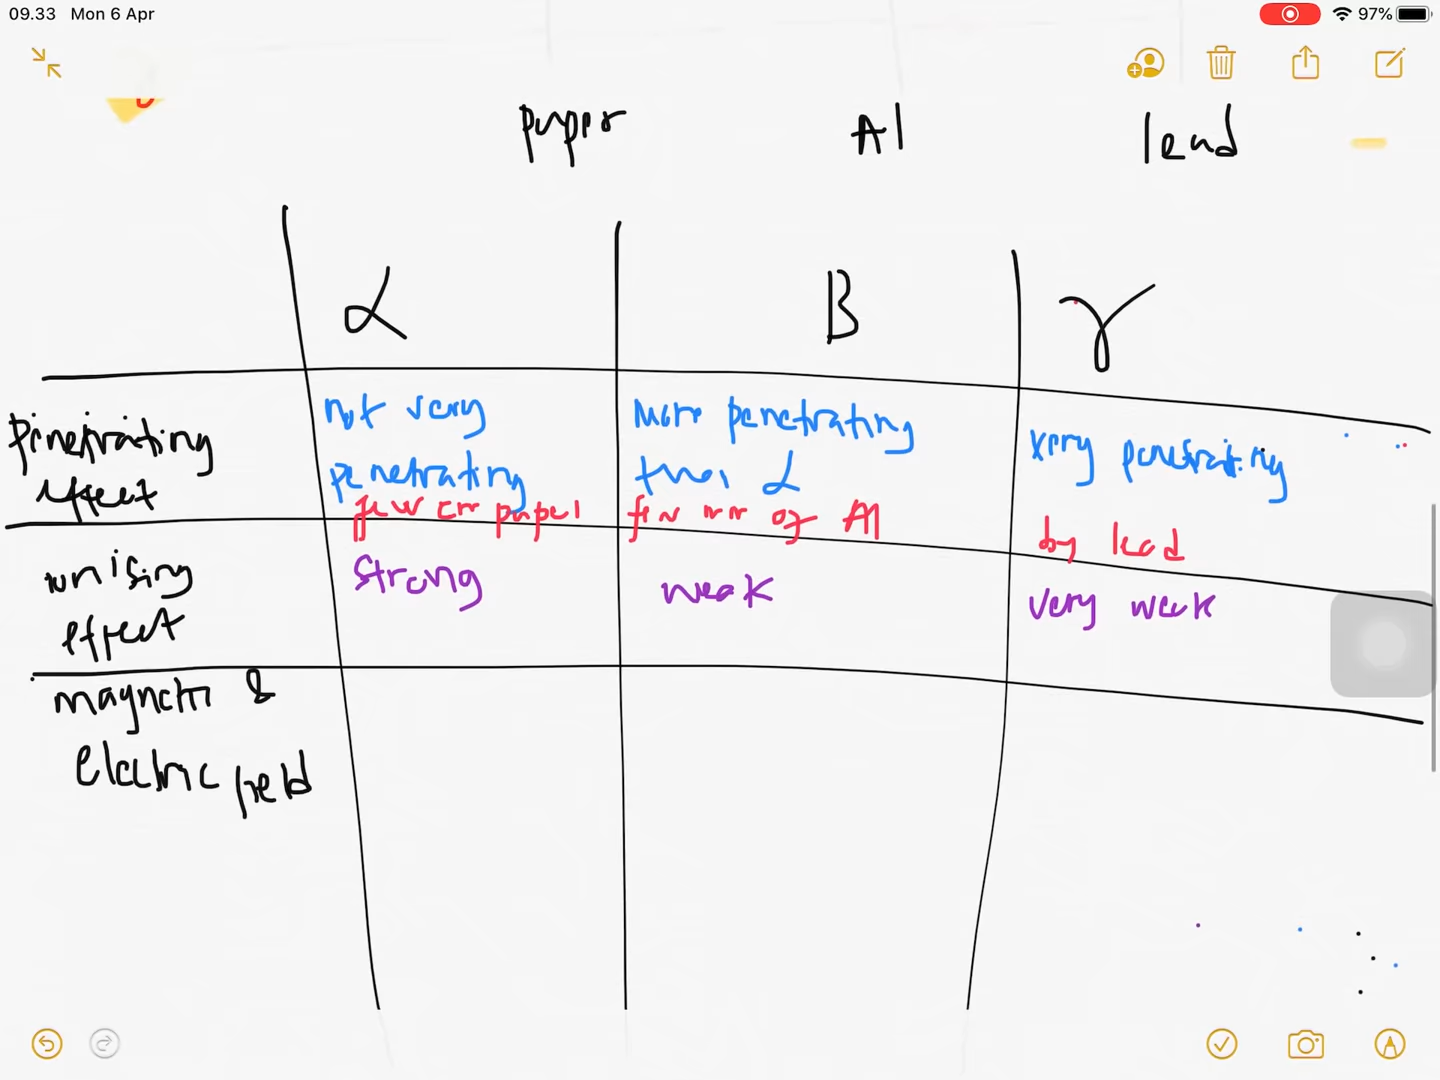 09.33 Mon 6 Apr 97%
paper Al lead
α B γ
penetrating effect
not very penetrating
few cm paper
more penetrating than α
few mm of Al
very penetrating
by lead
ionising effect
strong
weak
very weak
magnetic &
electric field